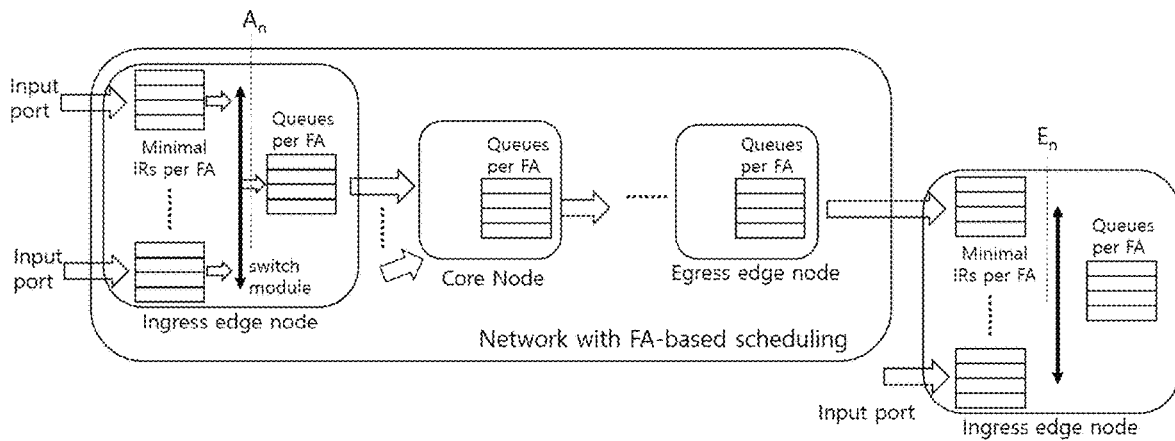 Aₙ
Input
port
Minimal
IRs per FA
Queues
per FA
Input
port
switch
module
Ingress edge node
Queues
per FA
Core Node
Queues
per FA
Egress edge node
Network with FA-based scheduling
Eₙ
Minimal
IRs per FA
Queues
per FA
Input port
Ingress edge node